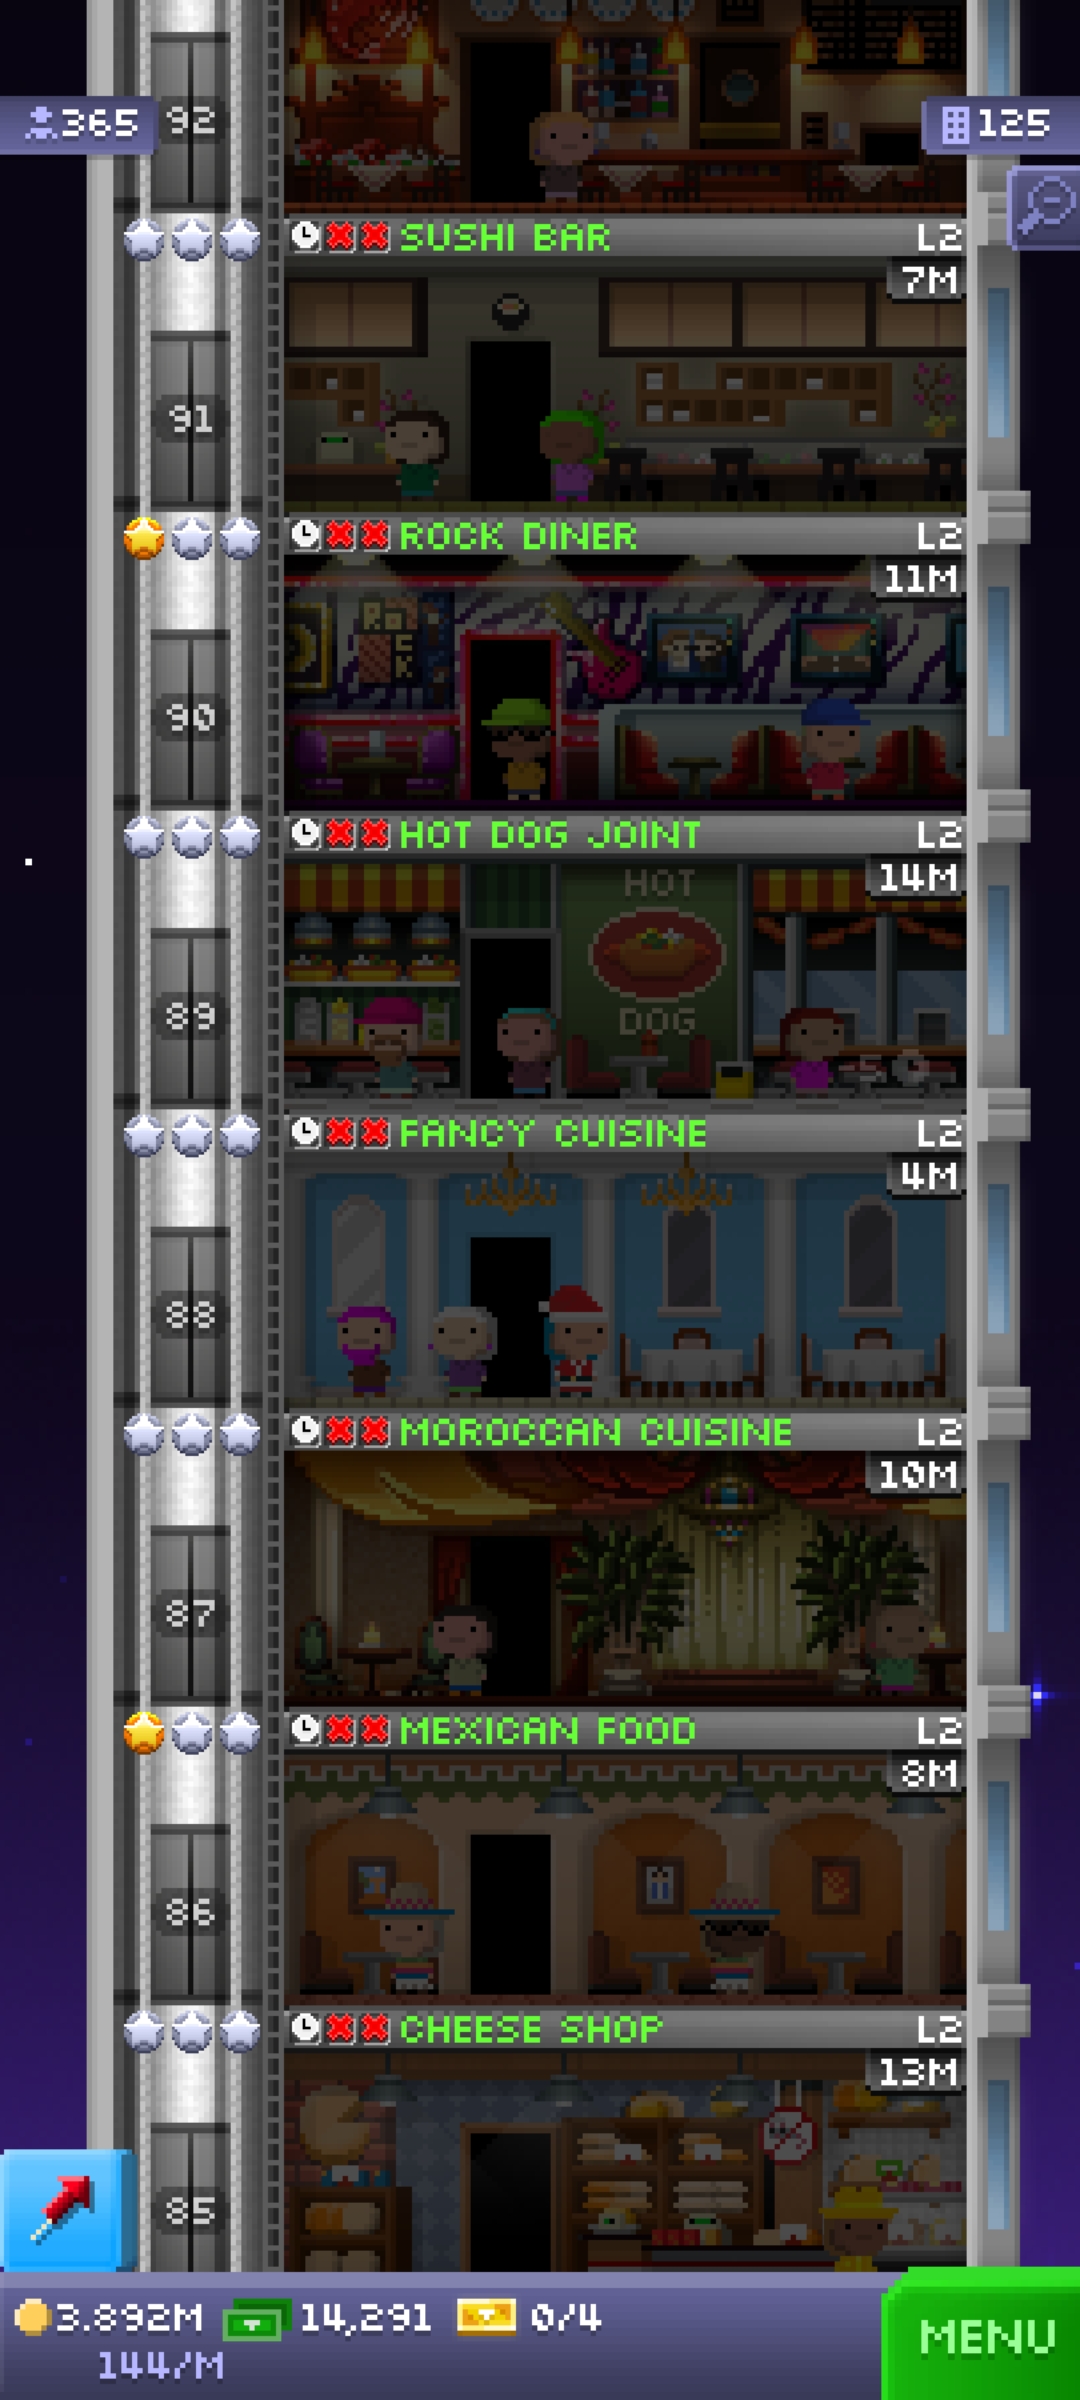 92
365
125
SUSHI BAR L2
7M
91
ROCK DINER L2
11M
ROCK
90
HOT DOG JOINT L2
14M
HOT
DOG
89
FANCY CUISINE L2
4M
88
MOROCCAN CUISINE L2
10M
87
MEXICAN FOOD L2
8M
86
CHEESE SHOP L2
13M
85
3.892M 14,291 0/4
144/M
MENU